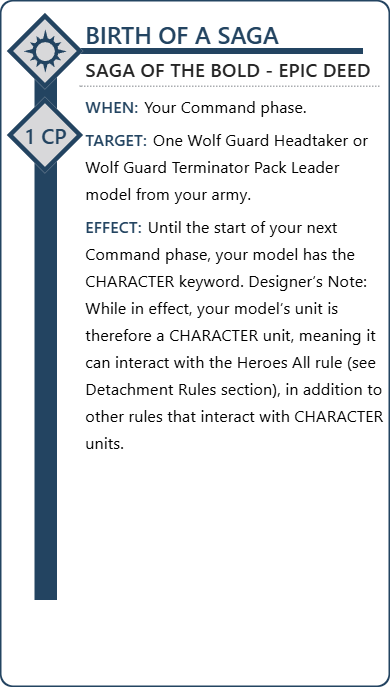 BIRTH OF A SAGA
SAGA OF THE BOLD - EPIC DEED
WHEN: Your Command phase.
1 CP
TARGET: One Wolf Guard Headtaker or
Wolf Guard Terminator Pack Leader
model from your army.
EFFECT: Until the start of your next
Command phase, your model has the
CHARACTER keyword. Designer’s Note:
While in effect, your model’s unit is
therefore a CHARACTER unit, meaning it
can interact with the Heroes All rule (see
Detachment Rules section), in addition to
other rules that interact with CHARACTER
units.